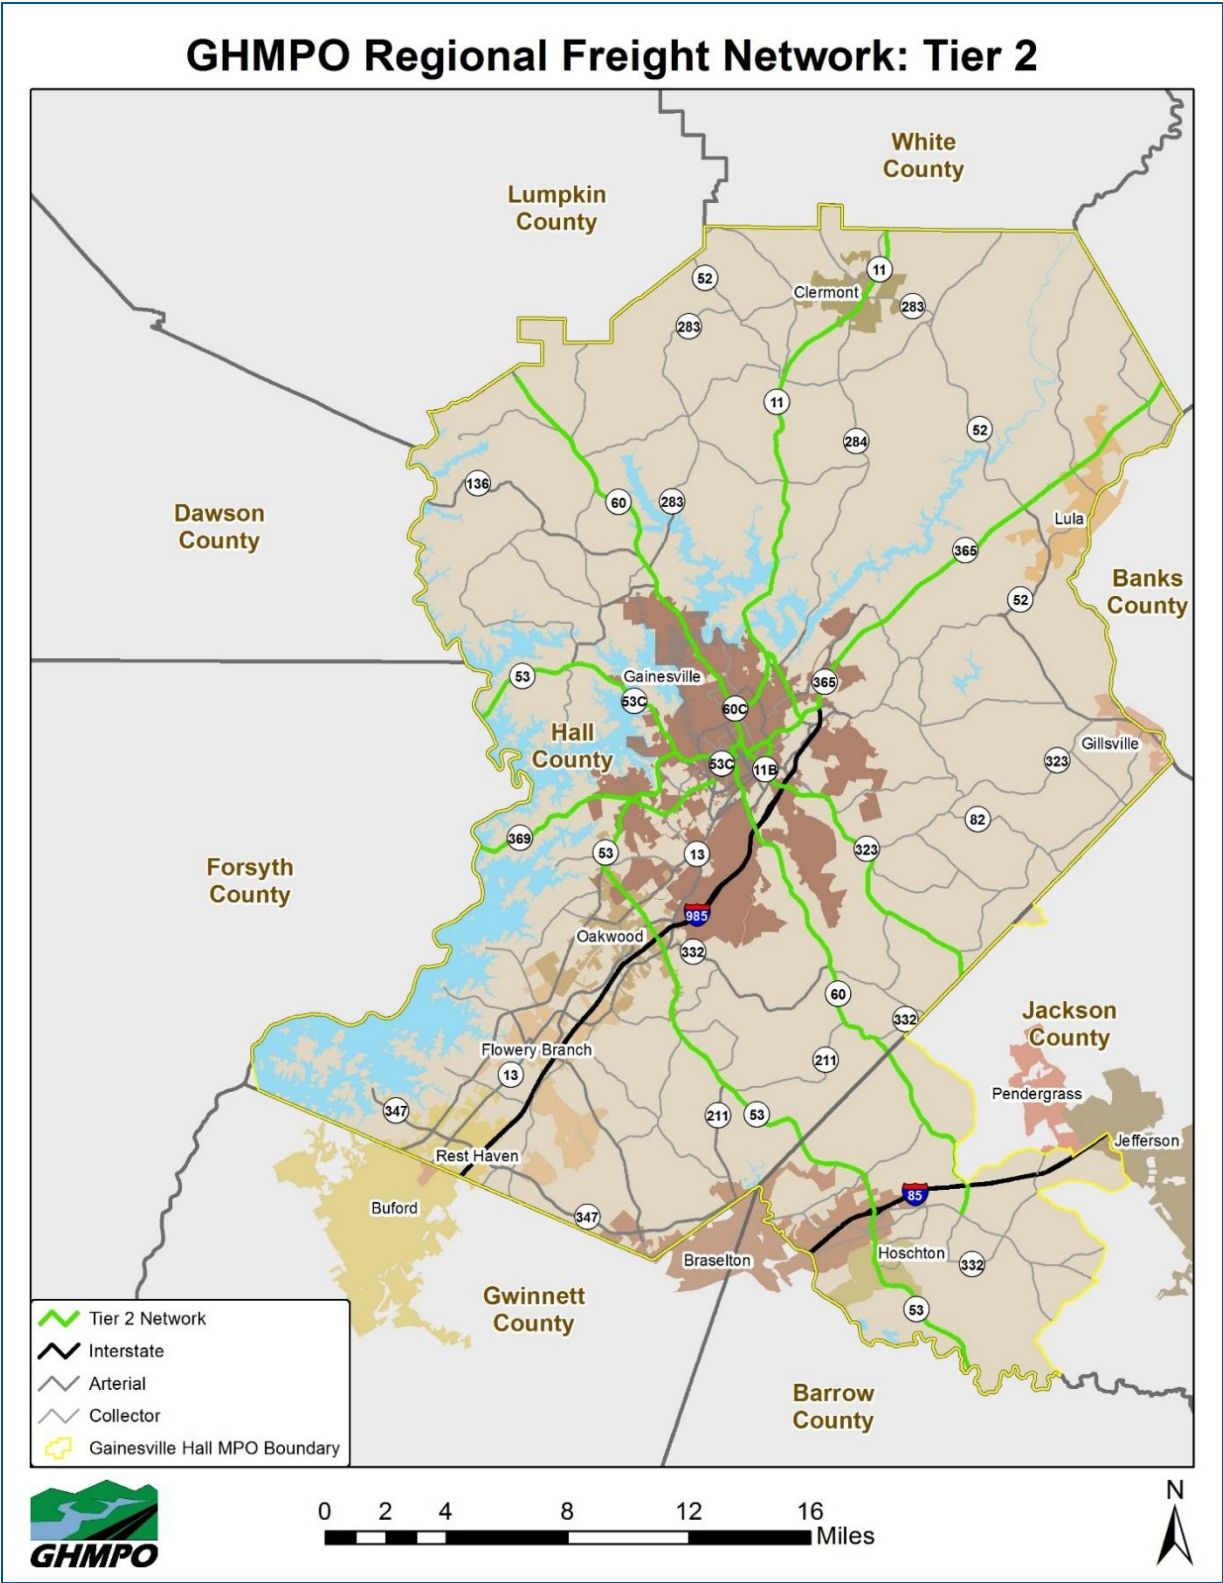 GHMPO Regional Freight Network: Tier 2
White
County
Lumpkin
County
11
52
Clermont
283
283
11
52
284
136
60
283
Dawson
County
Lula
365
Banks
County
52
53
Gainesville
365
53C
60C
Hall
County
Gillsville
323
53C
11B
82
369
53
13
323
Forsyth
County
985
Oakwood
332
60
332
Jackson
County
Flowery Branch
211
13
Pendergrass
347
211
53
Jefferson
Rest Haven
85
Buford
347
Hoschton
Braselton
332
Gwinnett
County
53
Barrow
County
Tier 2 Network
Interstate
Arterial
Collector
Gainesville Hall MPO Boundary
GHMPO
0 2 4 8 12 16
Miles
N